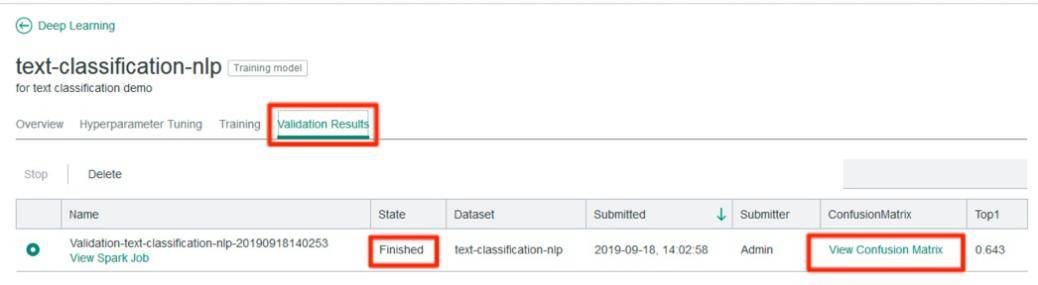 Deep Learning
text-classification-nlp Training model
for text classification demo
Overview Hyperparameter Tuning Training Validation Results
Stop Delete
Name State Dataset Submitted Submitter ConfusionMatrix Top1
Validation-text-classification-nlp-20190918140253 Finished text-classification-nlp 2019-09-18, 14:02:58 Admin View Confusion Matrix 0.643
View Spark Job